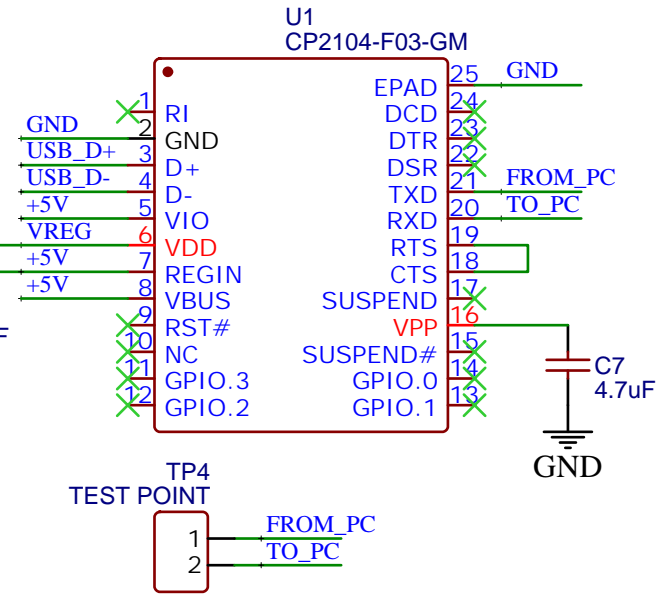 U1
CP2104-F03-GM
1 RI
GND 2 GND
USB_D+ 3 D+
USB_D- 4 D-
+5V 5 VIO
VREG 6 VDD
+5V 7 REGIN
+5V 8 VBUS
9 RST#
10 NC
11 GPIO.3
12 GPIO.2
EPAD 25 GND
DCD 24
DTR 23
DSR 22
TXD 21 FROM_PC
RXD 20 TO_PC
RTS 19
CTS 18
SUSPEND 17
VPP 16
SUSPEND# 15
GPIO.0 14
GPIO.1 13
F
C7
4.7uF
GND
TP4
TEST POINT
1 FROM_PC
2 TO_PC